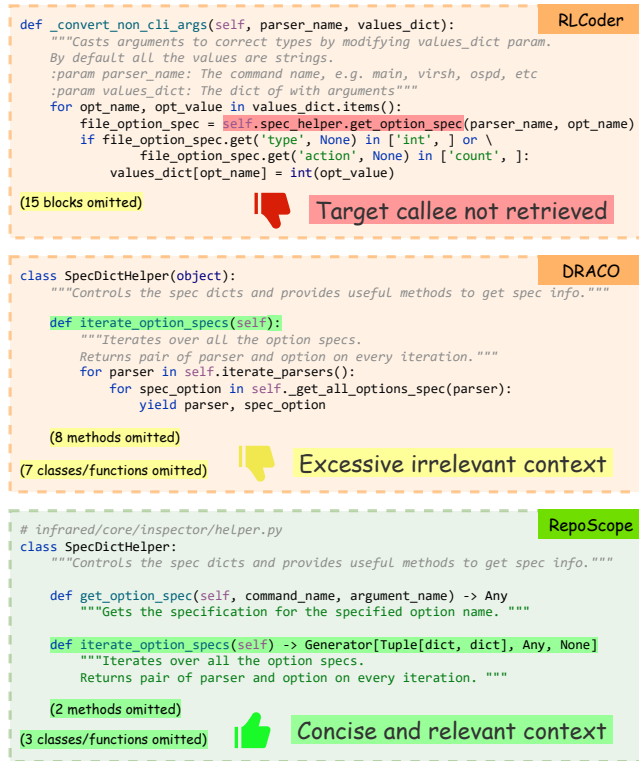 RLCoder
def _convert_non_cli_args(self, parser_name, values_dict):
"""Casts arguments to correct types by modifying values_dict param.
By default all the values are strings.
:param parser_name: The command name, e.g. main, virsh, ospd, etc
:param values_dict: The dict of with arguments"""
for opt_name, opt_value in values_dict.items():
file_option_spec = self.spec_helper.get_option_spec(parser_name, opt_name)
if file_option_spec.get('type', None) in ['int', ] or \
file_option_spec.get('action', None) in ['count', ]:
values_dict[opt_name] = int(opt_value)
(15 blocks omitted)
Target callee not retrieved
DRACO
class SpecDictHelper(object):
"""Controls the spec dicts and provides useful methods to get spec info."""
def iterate_option_specs(self):
"""Iterates over all the option specs.
Returns pair of parser and option on every iteration."""
for parser in self.iterate_parsers():
for spec_option in self._get_all_options_spec(parser):
yield parser, spec_option
(8 methods omitted)
(7 classes/functions omitted)
Excessive irrelevant context
RepoScope
# infrared/core/inspector/helper.py
class SpecDictHelper:
"""Controls the spec dicts and provides useful methods to get spec info."""
def get_option_spec(self, command_name, argument_name) -> Any
"""Gets the specification for the specified option name. """
def iterate_option_specs(self) -> Generator[Tuple[dict, dict], Any, None]
"""Iterates over all the option specs.
Returns pair of parser and option on every iteration. """
(2 methods omitted)
(3 classes/functions omitted)
Concise and relevant context